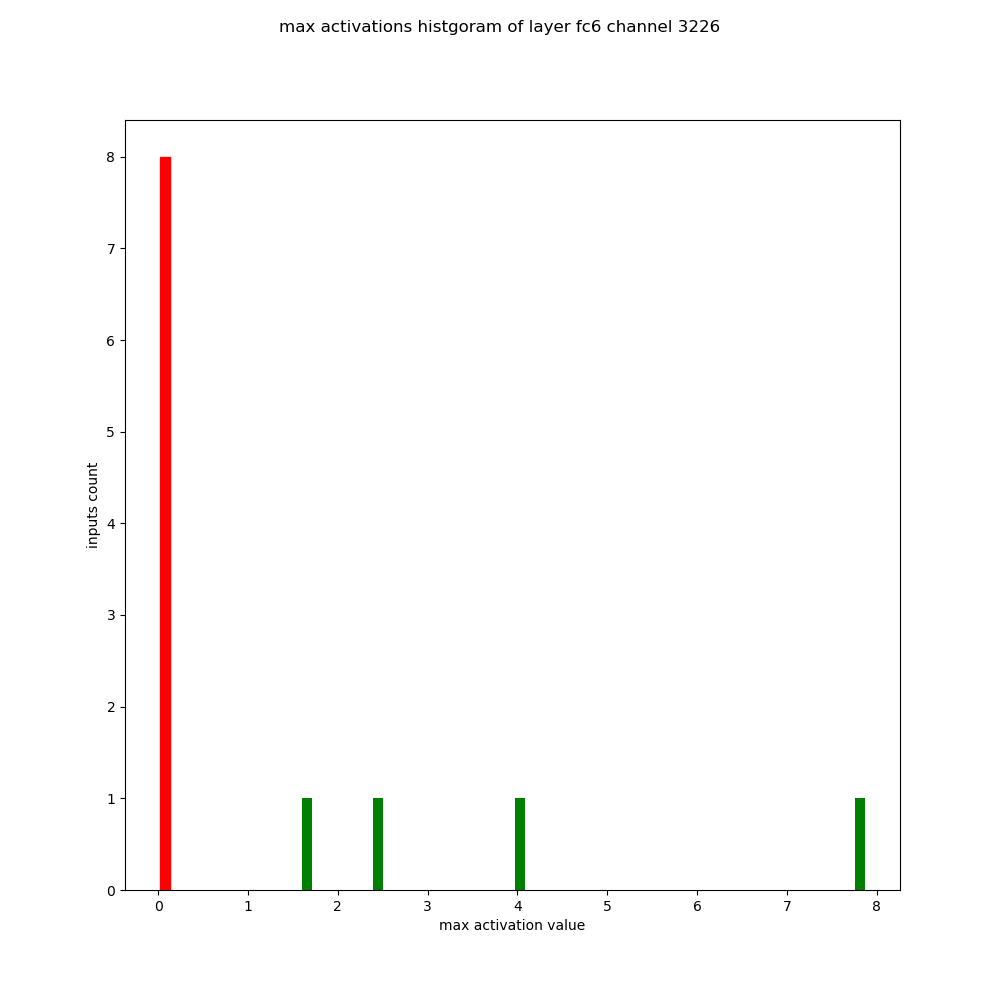 max activations histgoram of layer fc6 channel 3226
8
7
6
5
4
3
2
1
0
inputs count
0 1 2 3 4 5 6 7 8
max activation value